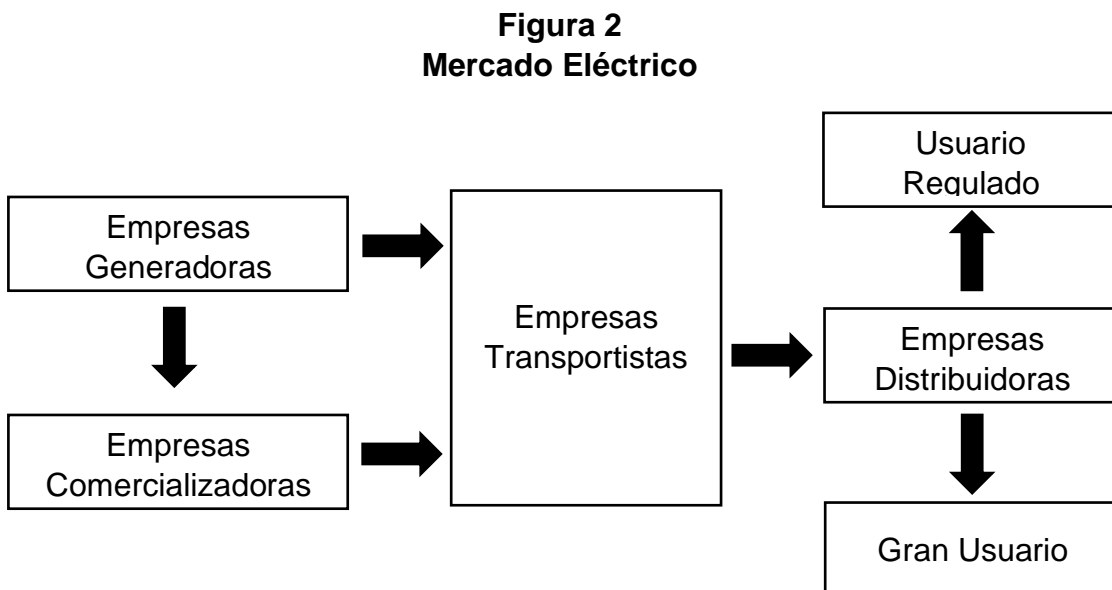 Figura 2
Mercado Eléctrico
Usuario
Regulado
Empresas
Generadoras
Empresas
Transportistas
Empresas
Distribuidoras
Empresas
Comercializadoras
Gran Usuario